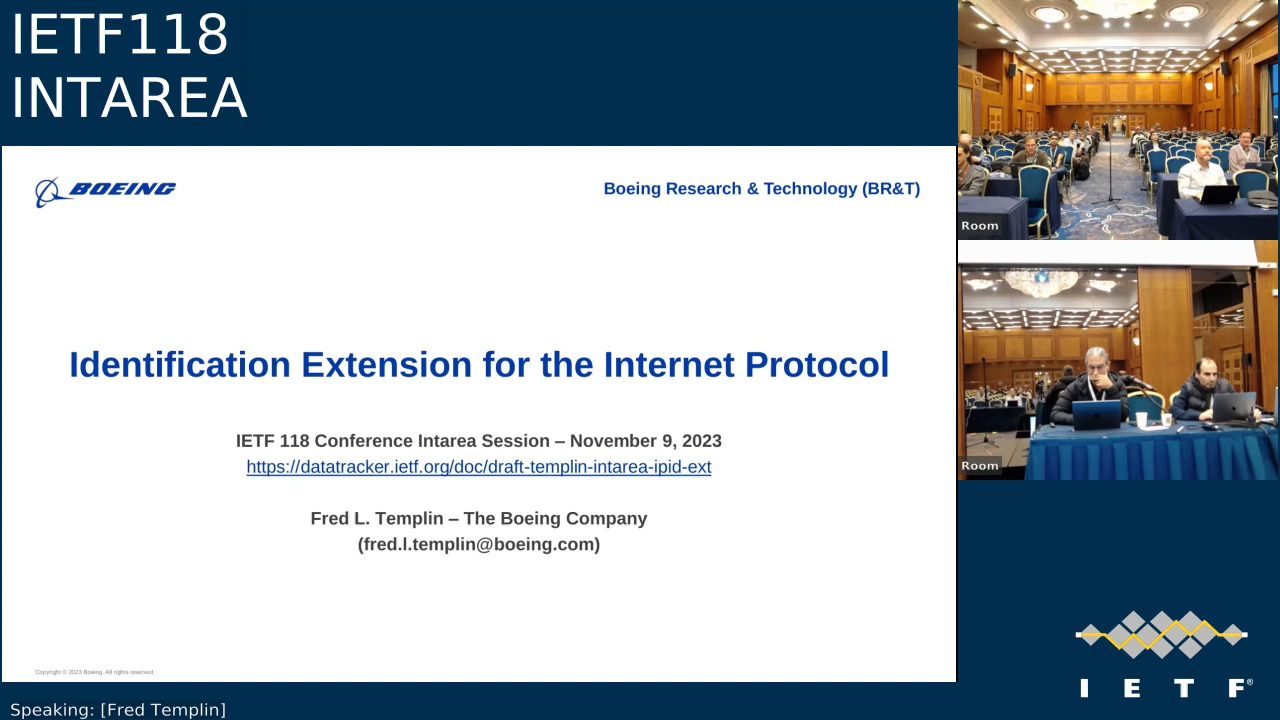 IETF118
INTAREA
BOEING
Boeing Research & Technology (BR&T)
Identification Extension for the Internet Protocol
IETF 118 Conference Intarea Session – November 9, 2023
https://datatracker.ietf.org/doc/draft-templin-intarea-ipid-ext
Fred L. Templin – The Boeing Company
(fred.l.templin@boeing.com)
Copyright © 2023 Boeing. All rights reserved.
Room
Room
I E T F®
Speaking: [Fred Templin]